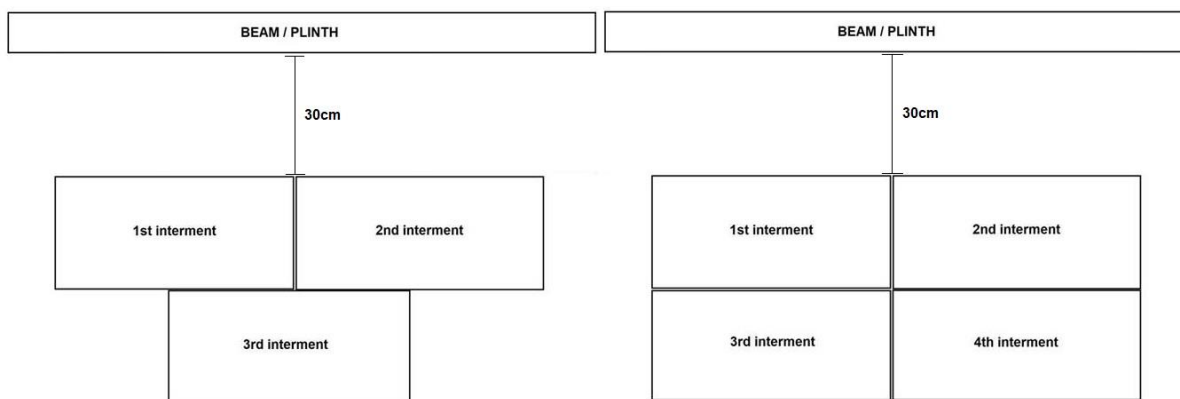 BEAM / PLINTH
30cm
1st interment
2nd interment
3rd interment
BEAM / PLINTH
30cm
1st interment
2nd interment
3rd interment
4th interment